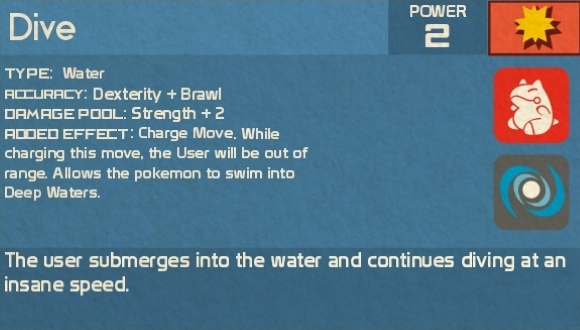 Dive
POWER
2
TYPE: Water
ACCURACY: Dexterity + Brawl
DAMAGE POOL: Strength + 2
ADDED EFFECT: Charge Move. While
charging this move, the User will be out of
range. Allows the pokemon to swim into
Deep Waters.
The user submerges into the water and continues diving at an
insane speed.